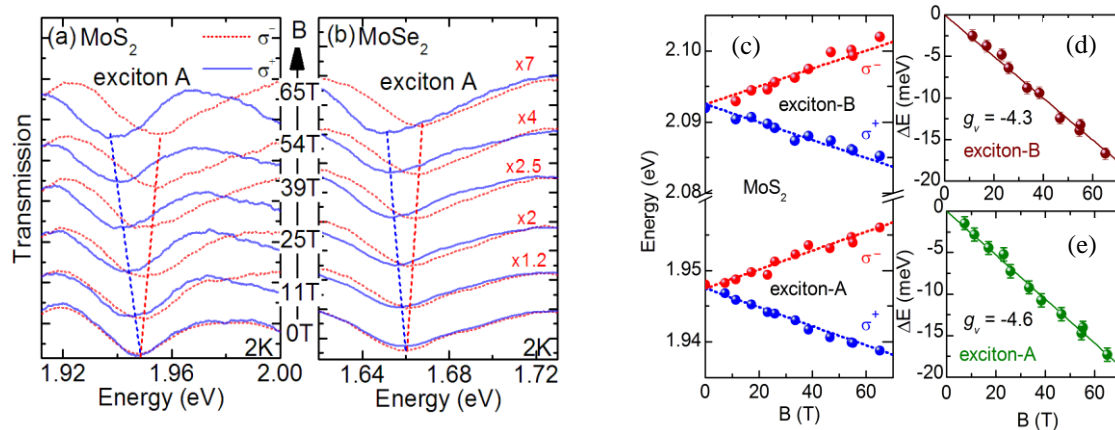 (a) MoS2
exciton A
σ⁻
σ⁺
B
65T
54T
39T
25T
11T
0T
2K
Transmission
1.92
1.96
2.00
Energy (eV)
(b) MoSe2
exciton A
x7
x4
x2.5
x2
x1.2
2K
1.64
1.68
1.72
Energy (eV)
(c)
2.10
2.09
2.08
1.95
1.94
Energy (eV)
σ⁻
exciton-B
σ⁺
MoS2
σ⁻
exciton-A
σ⁺
0
20
40
60
B (T)
(d)
0
-5
-10
-15
-20
ΔE (meV)
gv = -4.3
exciton-B
(e)
0
-5
-10
-15
-20
ΔE (meV)
gv = -4.6
exciton-A
0
20
40
60
B (T)